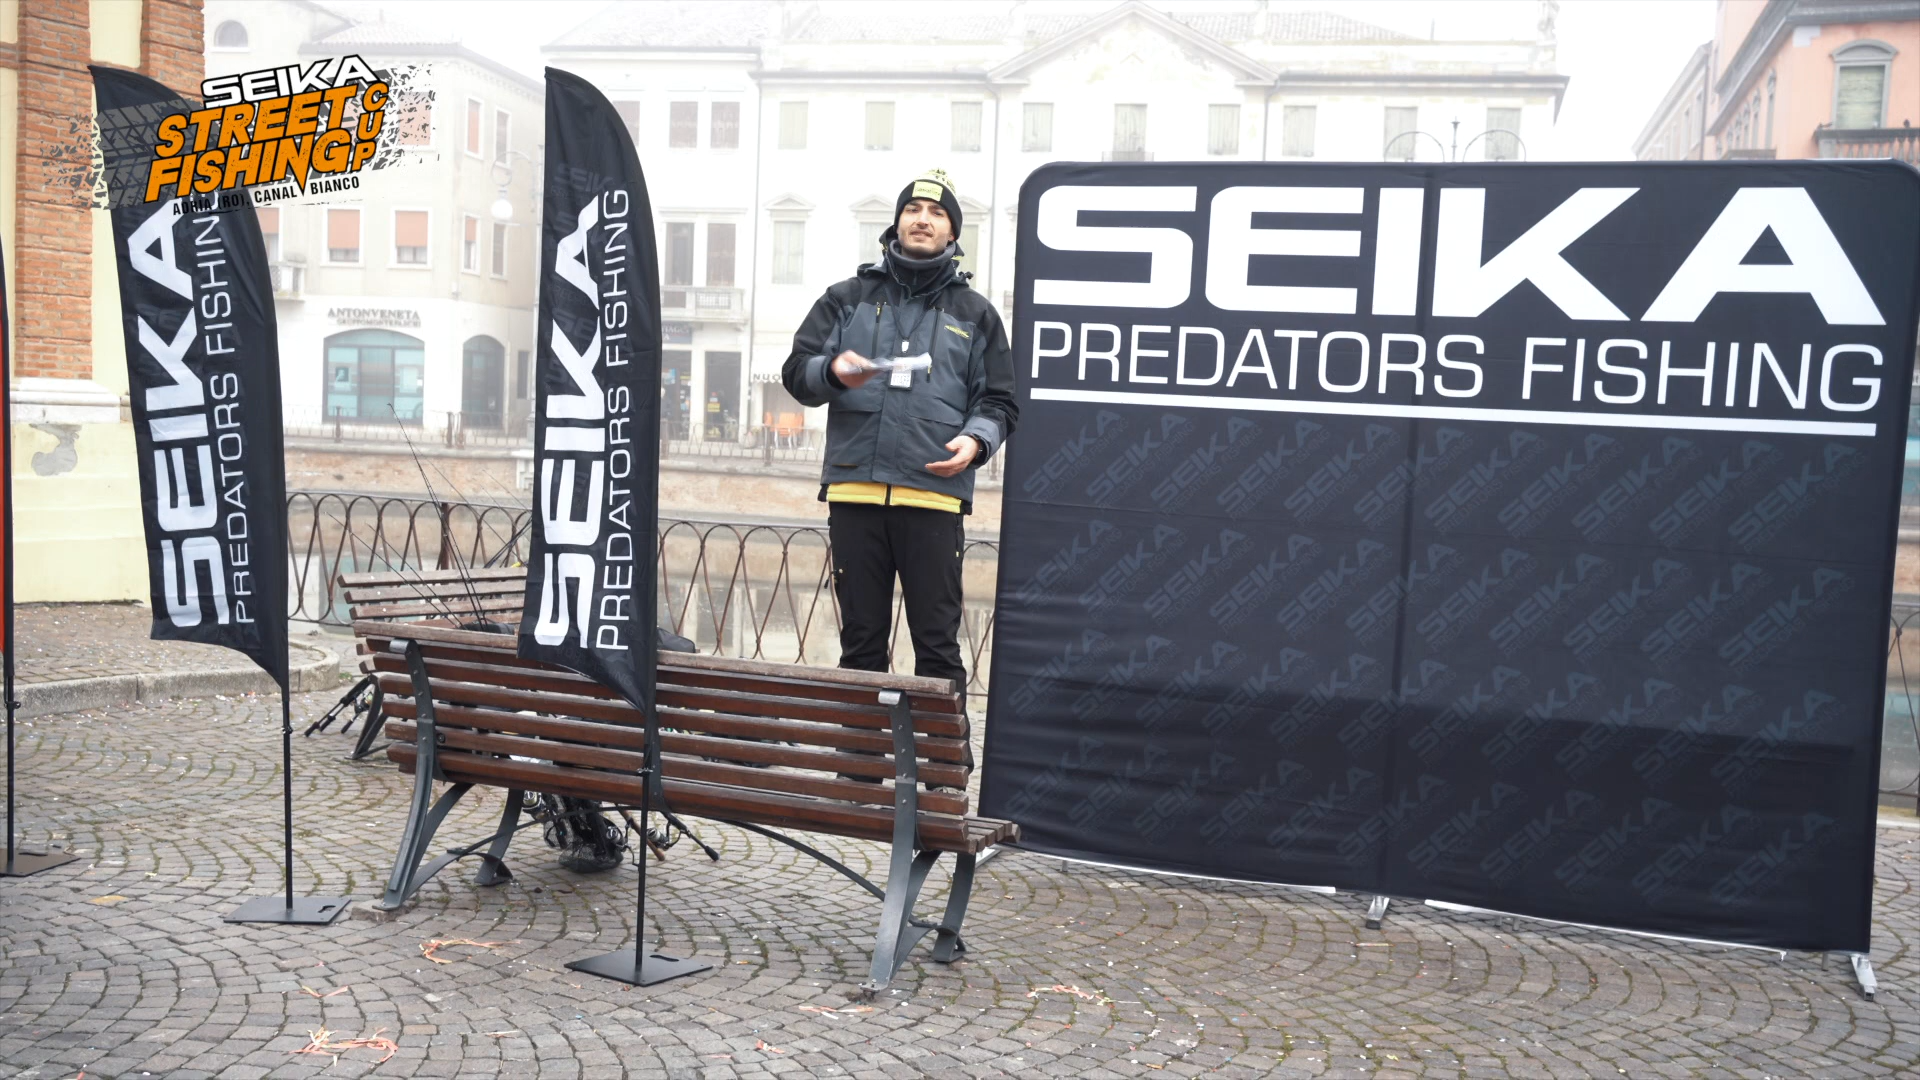 SEIKA
STREET
FISHING
CUP
ADRIA (RO), CANAL BIANCO
SEIKA
PREDATORS FISHING
SEIKA
PREDATORS FISHING
SEIKA
PREDATORS FISHING
ANTONVENETA